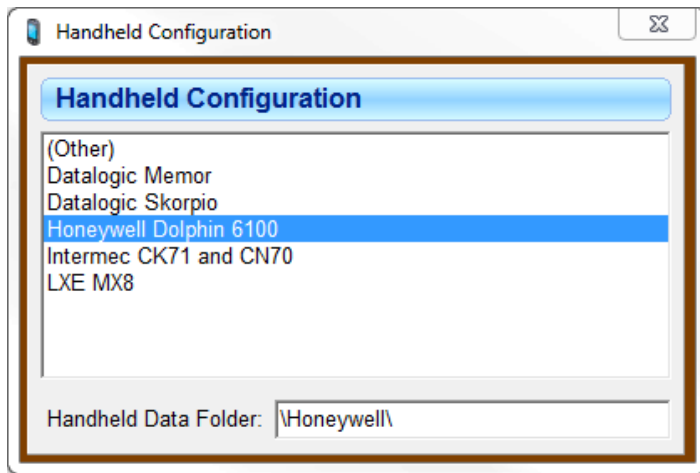 Handheld Configuration
Handheld Configuration
(Other)
Datalogic Memor
Datalogic Skorpio
Honeywell Dolphin 6100
Intermec CK71 and CN70
LXE MX8
Handheld Data Folder: \Honeywell\